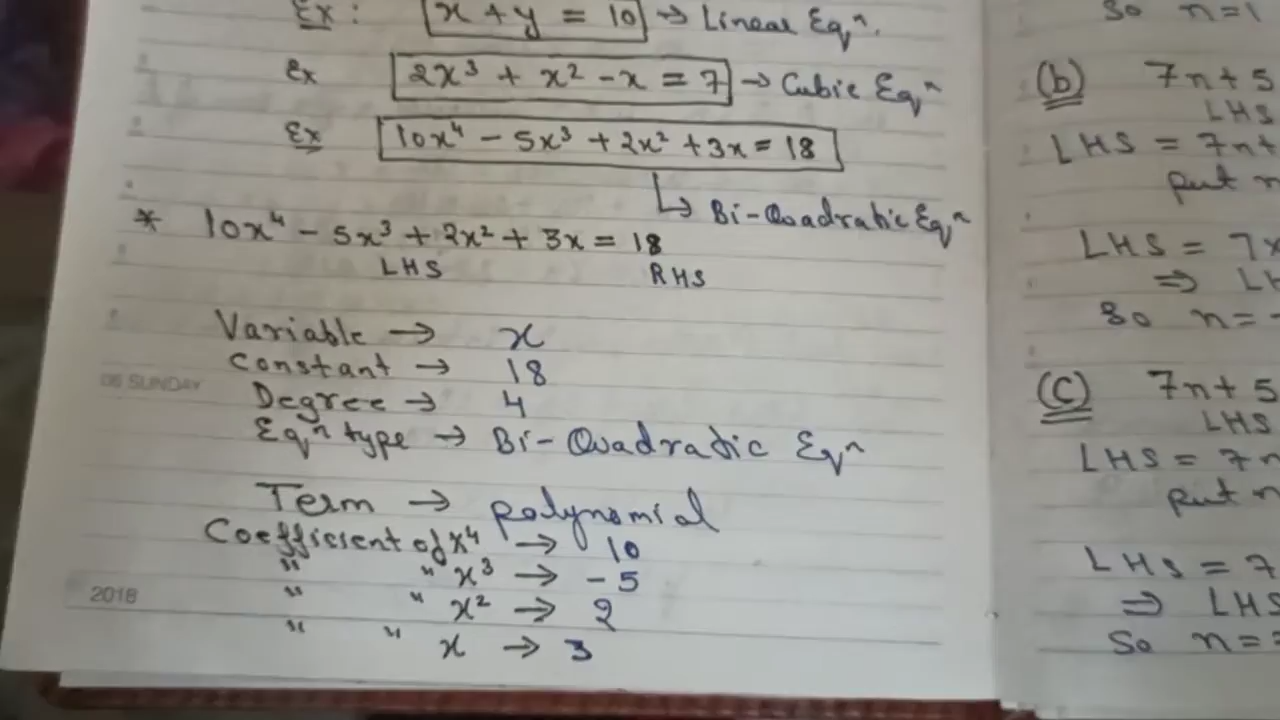 Ex : x + y = 10 → Linear Eqⁿ.
Ex 2x³ + x² - x = 7 → Cubic Eqⁿ
Ex 10x⁴ - 5x³ + 2x² + 3x = 18
↳ Bi-Quadratic Eqⁿ
* 10x⁴ - 5x³ + 2x² + 3x = 18
LHS RHS
Variable → x
Constant → 18
05 SUNDAY
Degree → 4
Eqⁿ type → Bi-Quadratic Eqⁿ
Term → polynomial
Coefficient of x⁴ → 10
" " x³ → -5
2018
" " x² → 2
" " x → 3
So n=1
(b) 7n+5
LHS
LHS = 7n+
put n
LHS = 7x
⇒ LH
So n=
(c) 7n+5
LHS
LHS = 7n
put n
LHS = 7
⇒ LHS
So n=